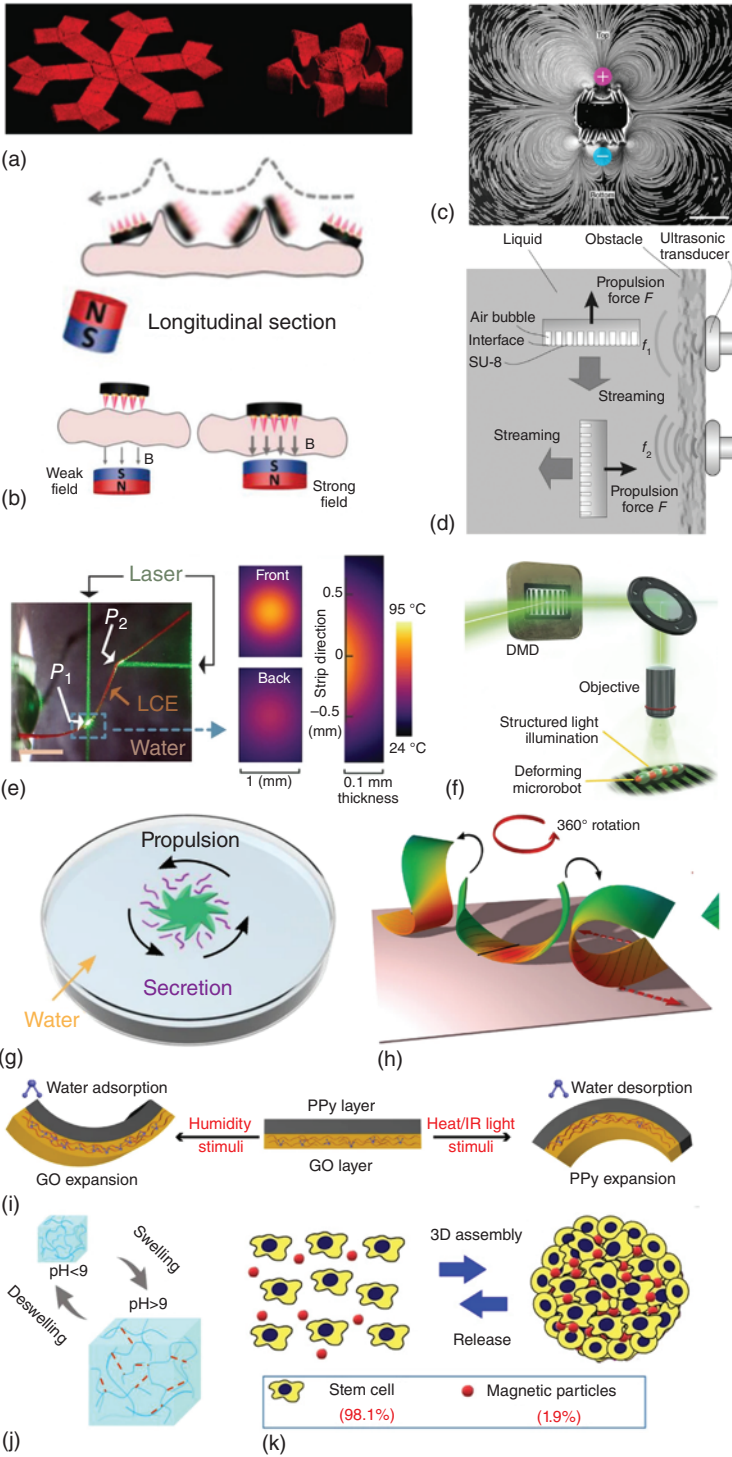 (a)
Top
+
−
Bottom
(c)
N
S
Longitudinal section
B
S
N
Weak
field
B
S
N
Strong
field
(b)
Liquid
Obstacle
Ultrasonic
transducer
Propulsion
force F
Air bubble
Interface
SU-8
f1
Streaming
Streaming
f2
Propulsion
force F
(d)
Laser
P2
P1
LCE
Water
Front
Back
1 (mm)
Strip direction
0.5
0
−0.5
(mm)
0.1 mm
thickness
95 °C
24 °C
(e)
DMD
Objective
Structured light
illumination
Deforming
microrobot
(f)
Propulsion
Secretion
Water
(g)
360° rotation
(h)
Water adsorption
GO expansion
Humidity
stimuli
PPy layer
GO layer
Heat/IR light
stimuli
Water desorption
PPy expansion
(i)
pH<9
Swelling
Deswelling
pH>9
(j)
3D assembly
Release
Stem cell
(98.1%)
Magnetic particles
(1.9%)
(k)